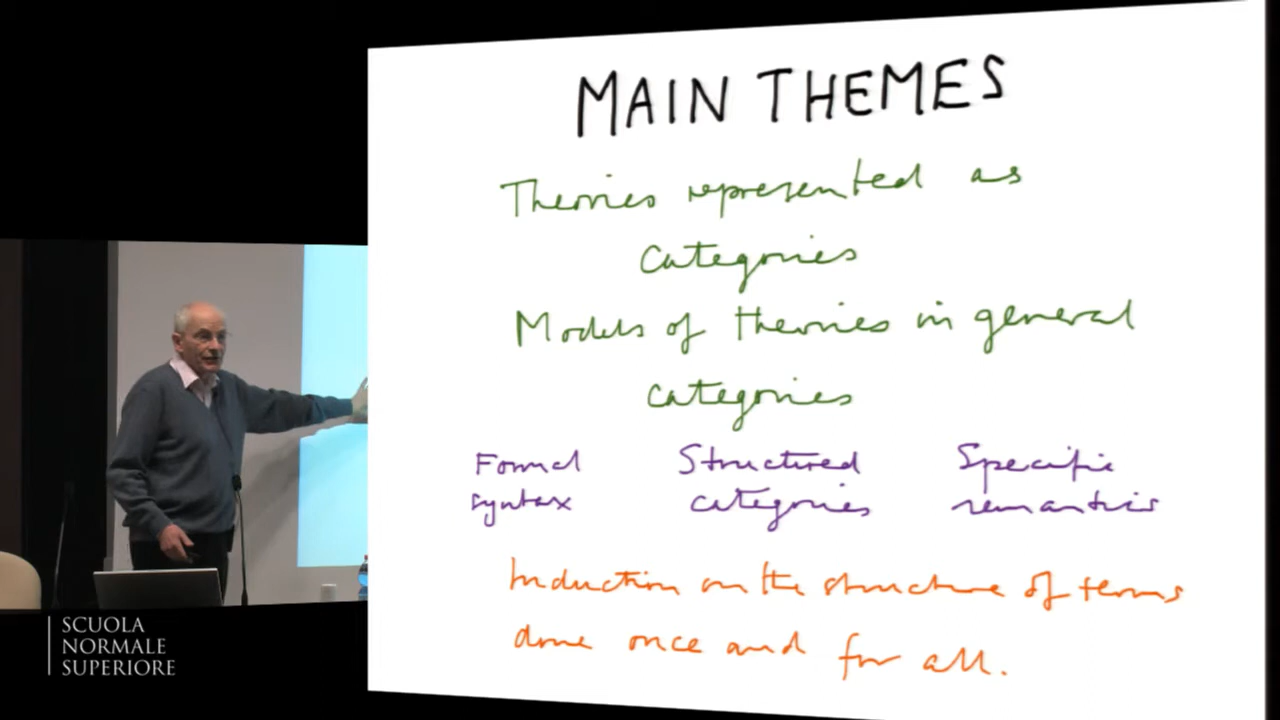 MAIN THEMES
Theories represented as
categories
Models of theories in general
categories
Formal Structured Specific
syntax categories semantics
Induction on the structure of terms
done once and for all.
SCUOLA
NORMALE
SUPERIORE